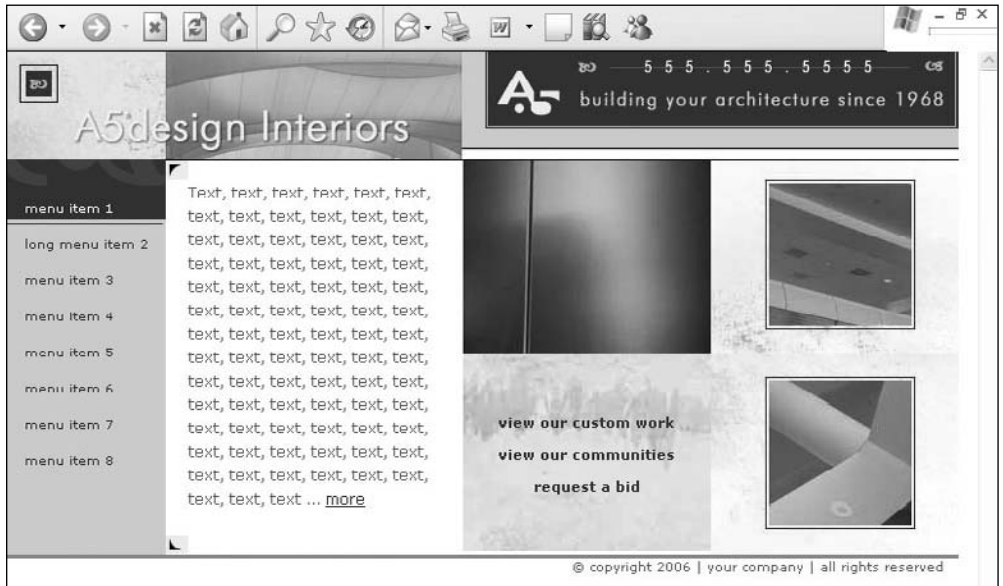 555.555.5555
A5 building your architecture since 1968
A5design Interiors
menu item 1
long menu item 2
menu item 3
menu item 4
menu item 5
menu item 6
menu item 7
menu item 8
Text, text, text, text, text, text,
text, text, text, text, text, text,
text, text, text, text, text, text,
text, text, text, text, text, text,
text, text, text, text, text, text,
text, text, text, text, text, text,
text, text, text, text, text, text,
text, text, text, text, text, text,
text, text, text, text, text, text,
text, text, text, text, text, text,
text, text, text, text, text, text,
text, text, text, text, text, text,
text, text, text, text, text, text,
text, text, text ... more
view our custom work
view our communities
request a bid
© copyright 2006 | your company | all rights reserved